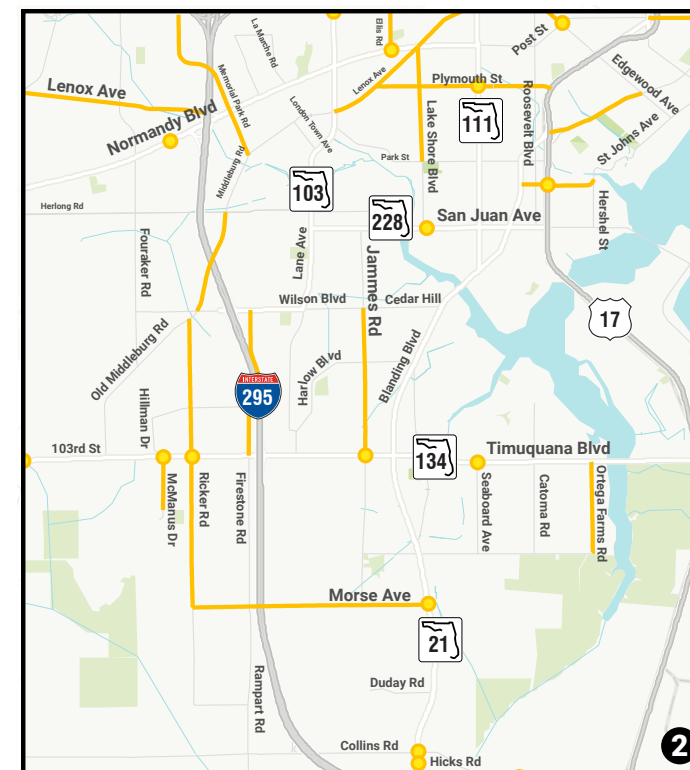 La Marche Rd
Ellis Rd
Post St
Edgewood Ave
Lenox Ave
Memorial Park Rd
Lenox Ave
Plymouth St
Roosevelt Blvd
Normandy Blvd
London Town Ave
Lake Shore Blvd
111
St Johns Ave
Park St
Middleburg Rd
103
Herlong Rd
228
San Juan Ave
Hershel St
Fouraker Rd
Lane Ave
Jammes Rd
Wilson Blvd
Cedar Hill
17
Old Middleburg Rd
Harlow Blvd
Blanding Blvd
INTERSTATE
295
Hillman Dr
103rd St
134
Timuquana Blvd
McManus Dr
Ricker Rd
Firestone Rd
Seaboard Ave
Catoma Rd
Ortega Farms Rd
Morse Ave
21
Rampart Rd
Duday Rd
Collins Rd
Hicks Rd
2